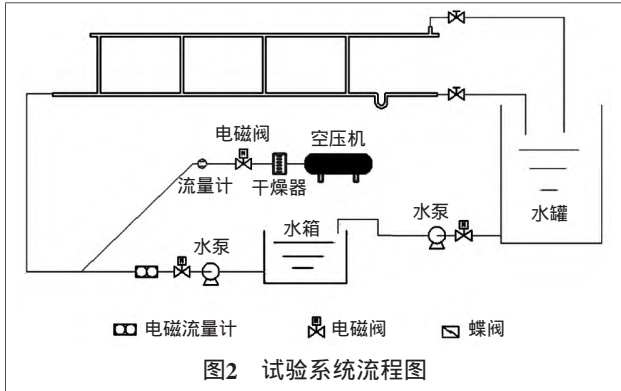 电磁阀
空压机
流量计
干燥器
水泵
水箱
水泵
水罐
电磁流量计
电磁阀
蝶阀
图2 试验系统流程图